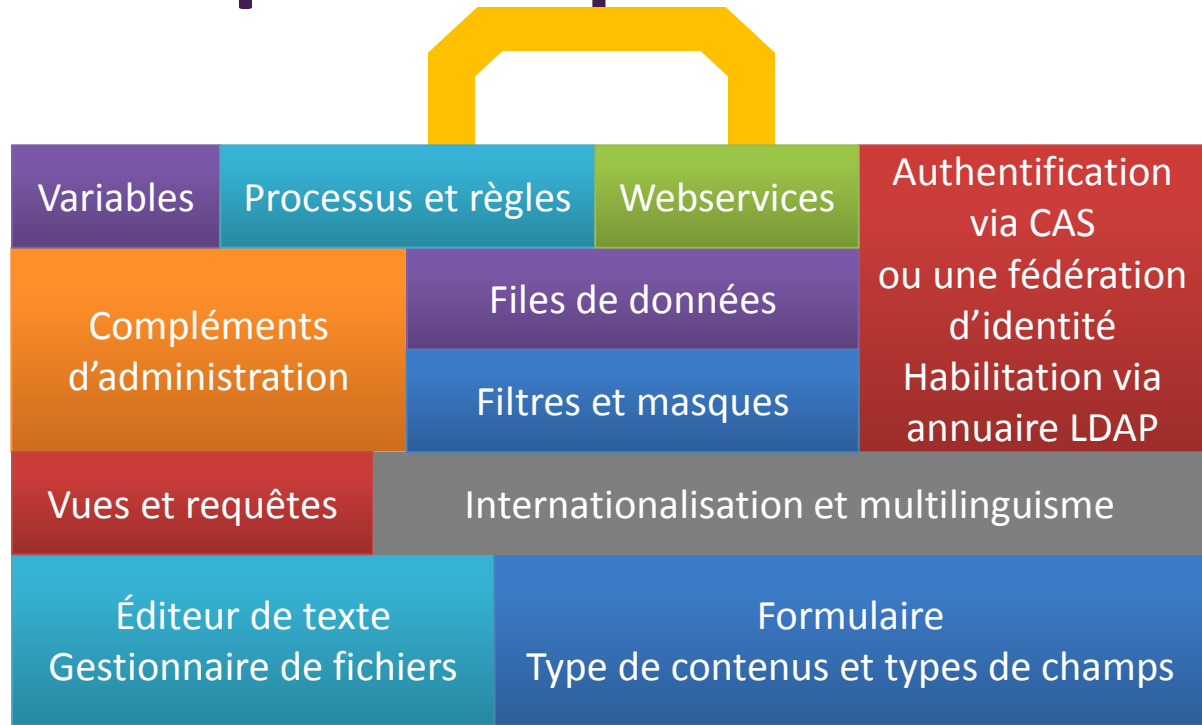 Variables
Processus et règles
Webservices
Authentification
via CAS
ou une fédération
d’identité
Habilitation via
annuaire LDAP
Compléments
d’administration
Files de données
Filtres et masques
Vues et requêtes
Internationalisation et multilinguisme
Éditeur de texte
Gestionnaire de fichiers
Formulaire
Type de contenus et types de champs